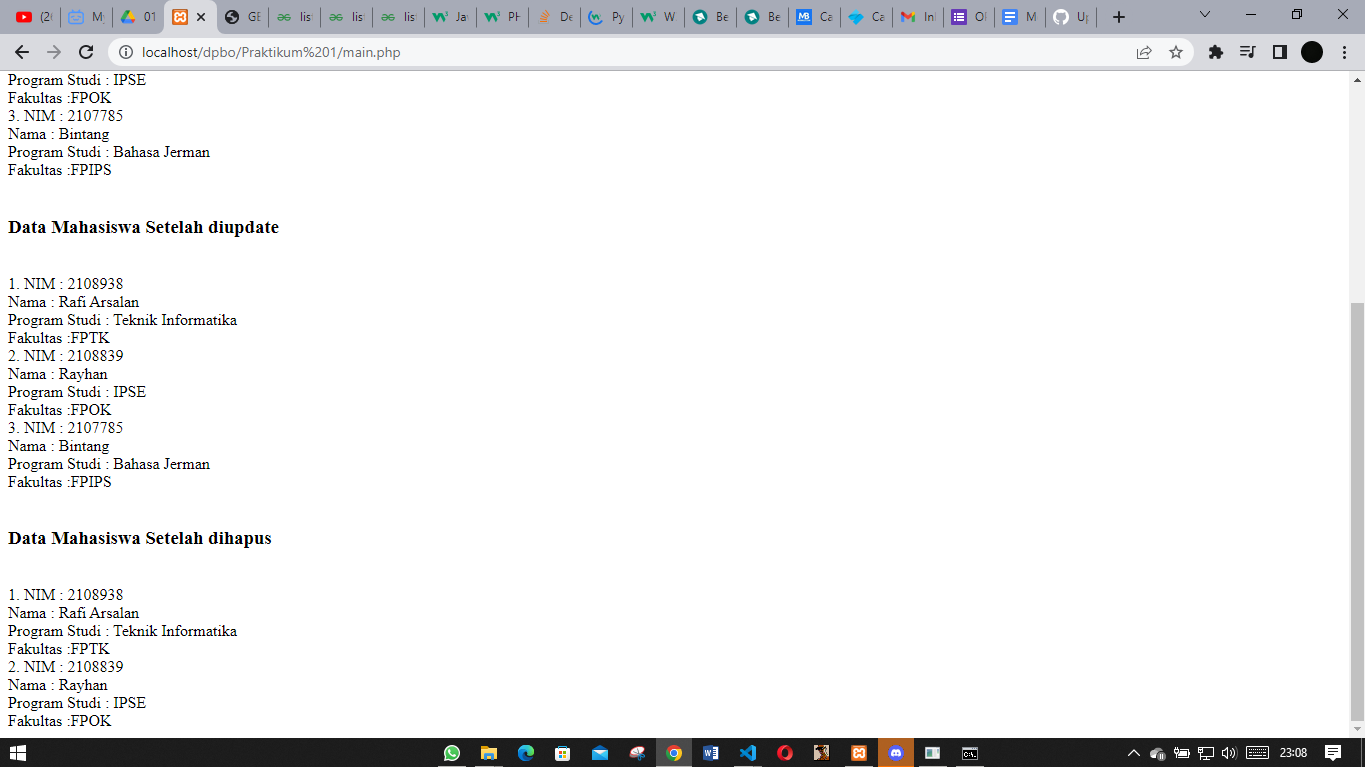 (2(
My
01
GE
lis
lis
lis
Ja
PH
De
Py
W
Be
Be
Ca
Ca
In
Ol
M
localhost/dpbo/Praktikum%201/main.php
Program Studi : IPSE
Fakultas :FPOK
3. NIM : 2107785
Nama : Bintang
Program Studi : Bahasa Jerman
Fakultas :FPIPS
Data Mahasiswa Setelah diupdate
1. NIM : 2108938
Nama : Rafi Arsalan
Program Studi : Teknik Informatika
Fakultas :FPTK
2. NIM : 2108839
Nama : Rayhan
Program Studi : IPSE
Fakultas :FPOK
3. NIM : 2107785
Nama : Bintang
Program Studi : Bahasa Jerman
Fakultas :FPIPS
Data Mahasiswa Setelah dihapus
1. NIM : 2108938
Nama : Rafi Arsalan
Program Studi : Teknik Informatika
Fakultas :FPTK
2. NIM : 2108839
Nama : Rayhan
Program Studi : IPSE
Fakultas :FPOK
23:08